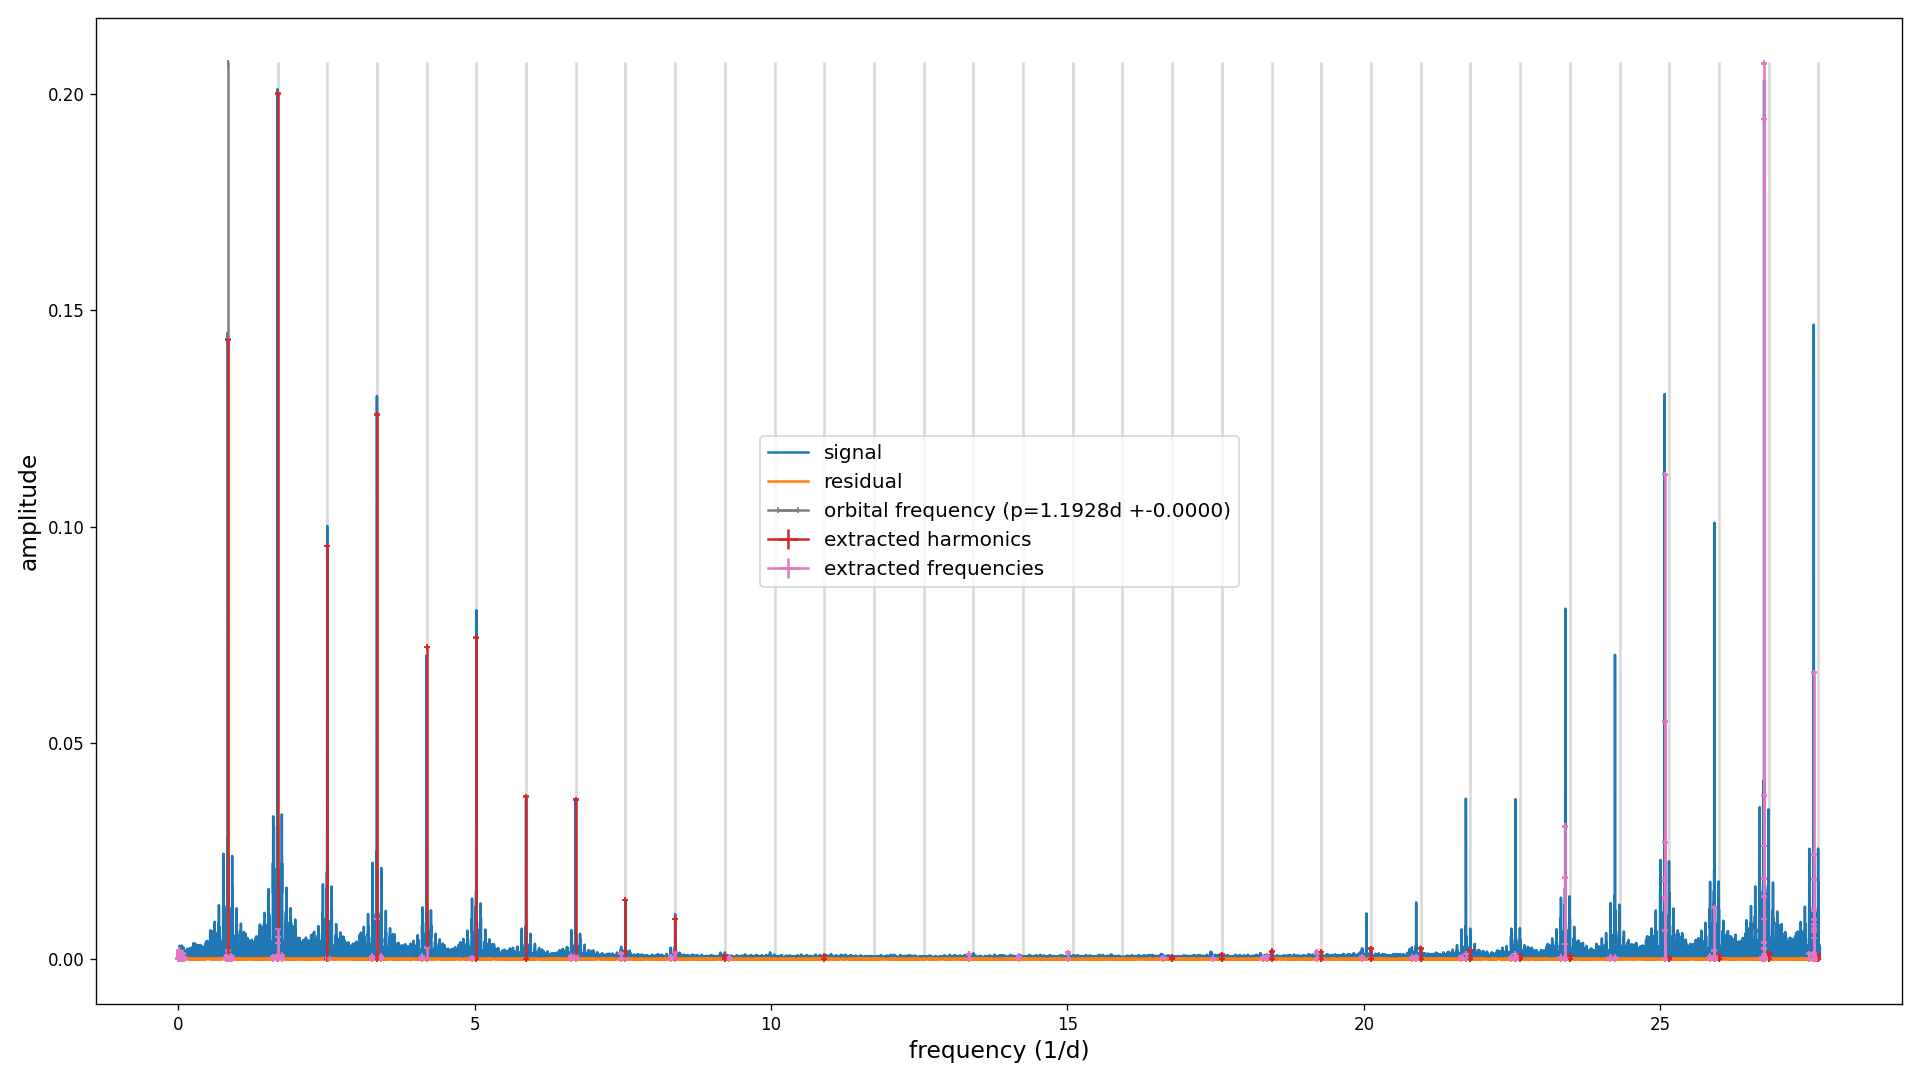 0.20
0.15
0.10
0.05
0.00
amplitude
signal
residual
orbital frequency (p=1.1928d +-0.0000)
extracted harmonics
extracted frequencies
0 5 10 15 20 25
frequency (1/d)